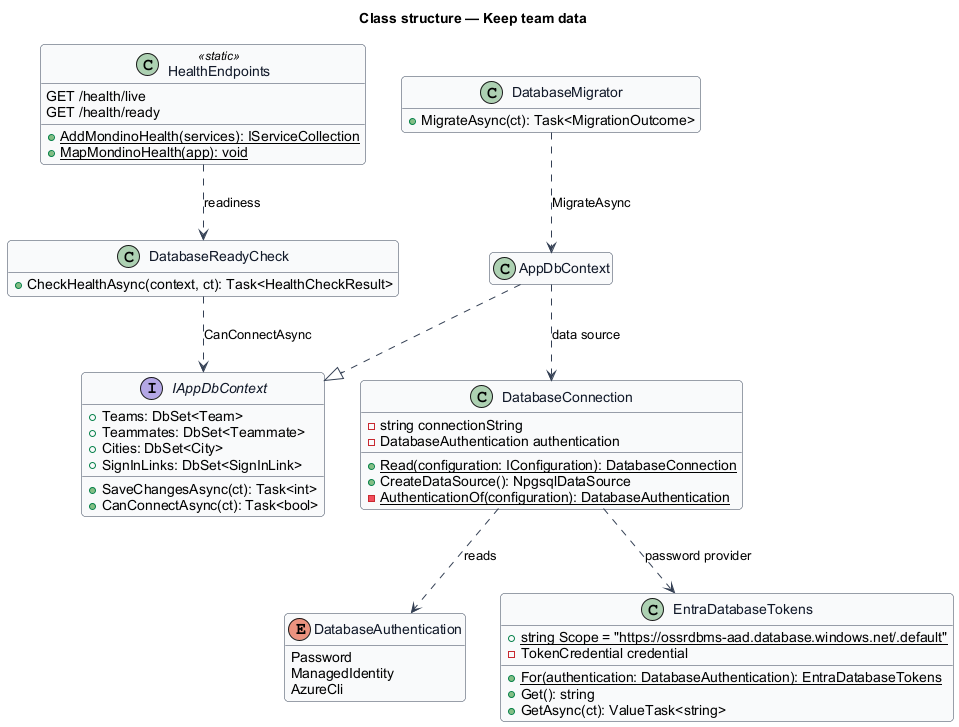 Class structure — Keep team data
C
«static»
HealthEndpoints
GET /health/live
GET /health/ready
AddMondinoHealth(services): IServiceCollection
MapMondinoHealth(app): void
C DatabaseMigrator
MigrateAsync(ct): Task<MigrationOutcome>
readiness
MigrateAsync
C DatabaseReadyCheck
CheckHealthAsync(context, ct): Task<HealthCheckResult>
C AppDbContext
CanConnectAsync
data source
I IAppDbContext
Teams: DbSet<Team>
Teammates: DbSet<Teammate>
Cities: DbSet<City>
SignInLinks: DbSet<SignInLink>
SaveChangesAsync(ct): Task<int>
CanConnectAsync(ct): Task<bool>
C DatabaseConnection
string connectionString
DatabaseAuthentication authentication
Read(configuration: IConfiguration): DatabaseConnection
CreateDataSource(): NpgsqlDataSource
AuthenticationOf(configuration): DatabaseAuthentication
reads
password provider
E DatabaseAuthentication
Password
ManagedIdentity
AzureCli
C EntraDatabaseTokens
string Scope = "https://ossrdbms-aad.database.windows.net/.default"
TokenCredential credential
For(authentication: DatabaseAuthentication): EntraDatabaseTokens
Get(): string
GetAsync(ct): ValueTask<string>